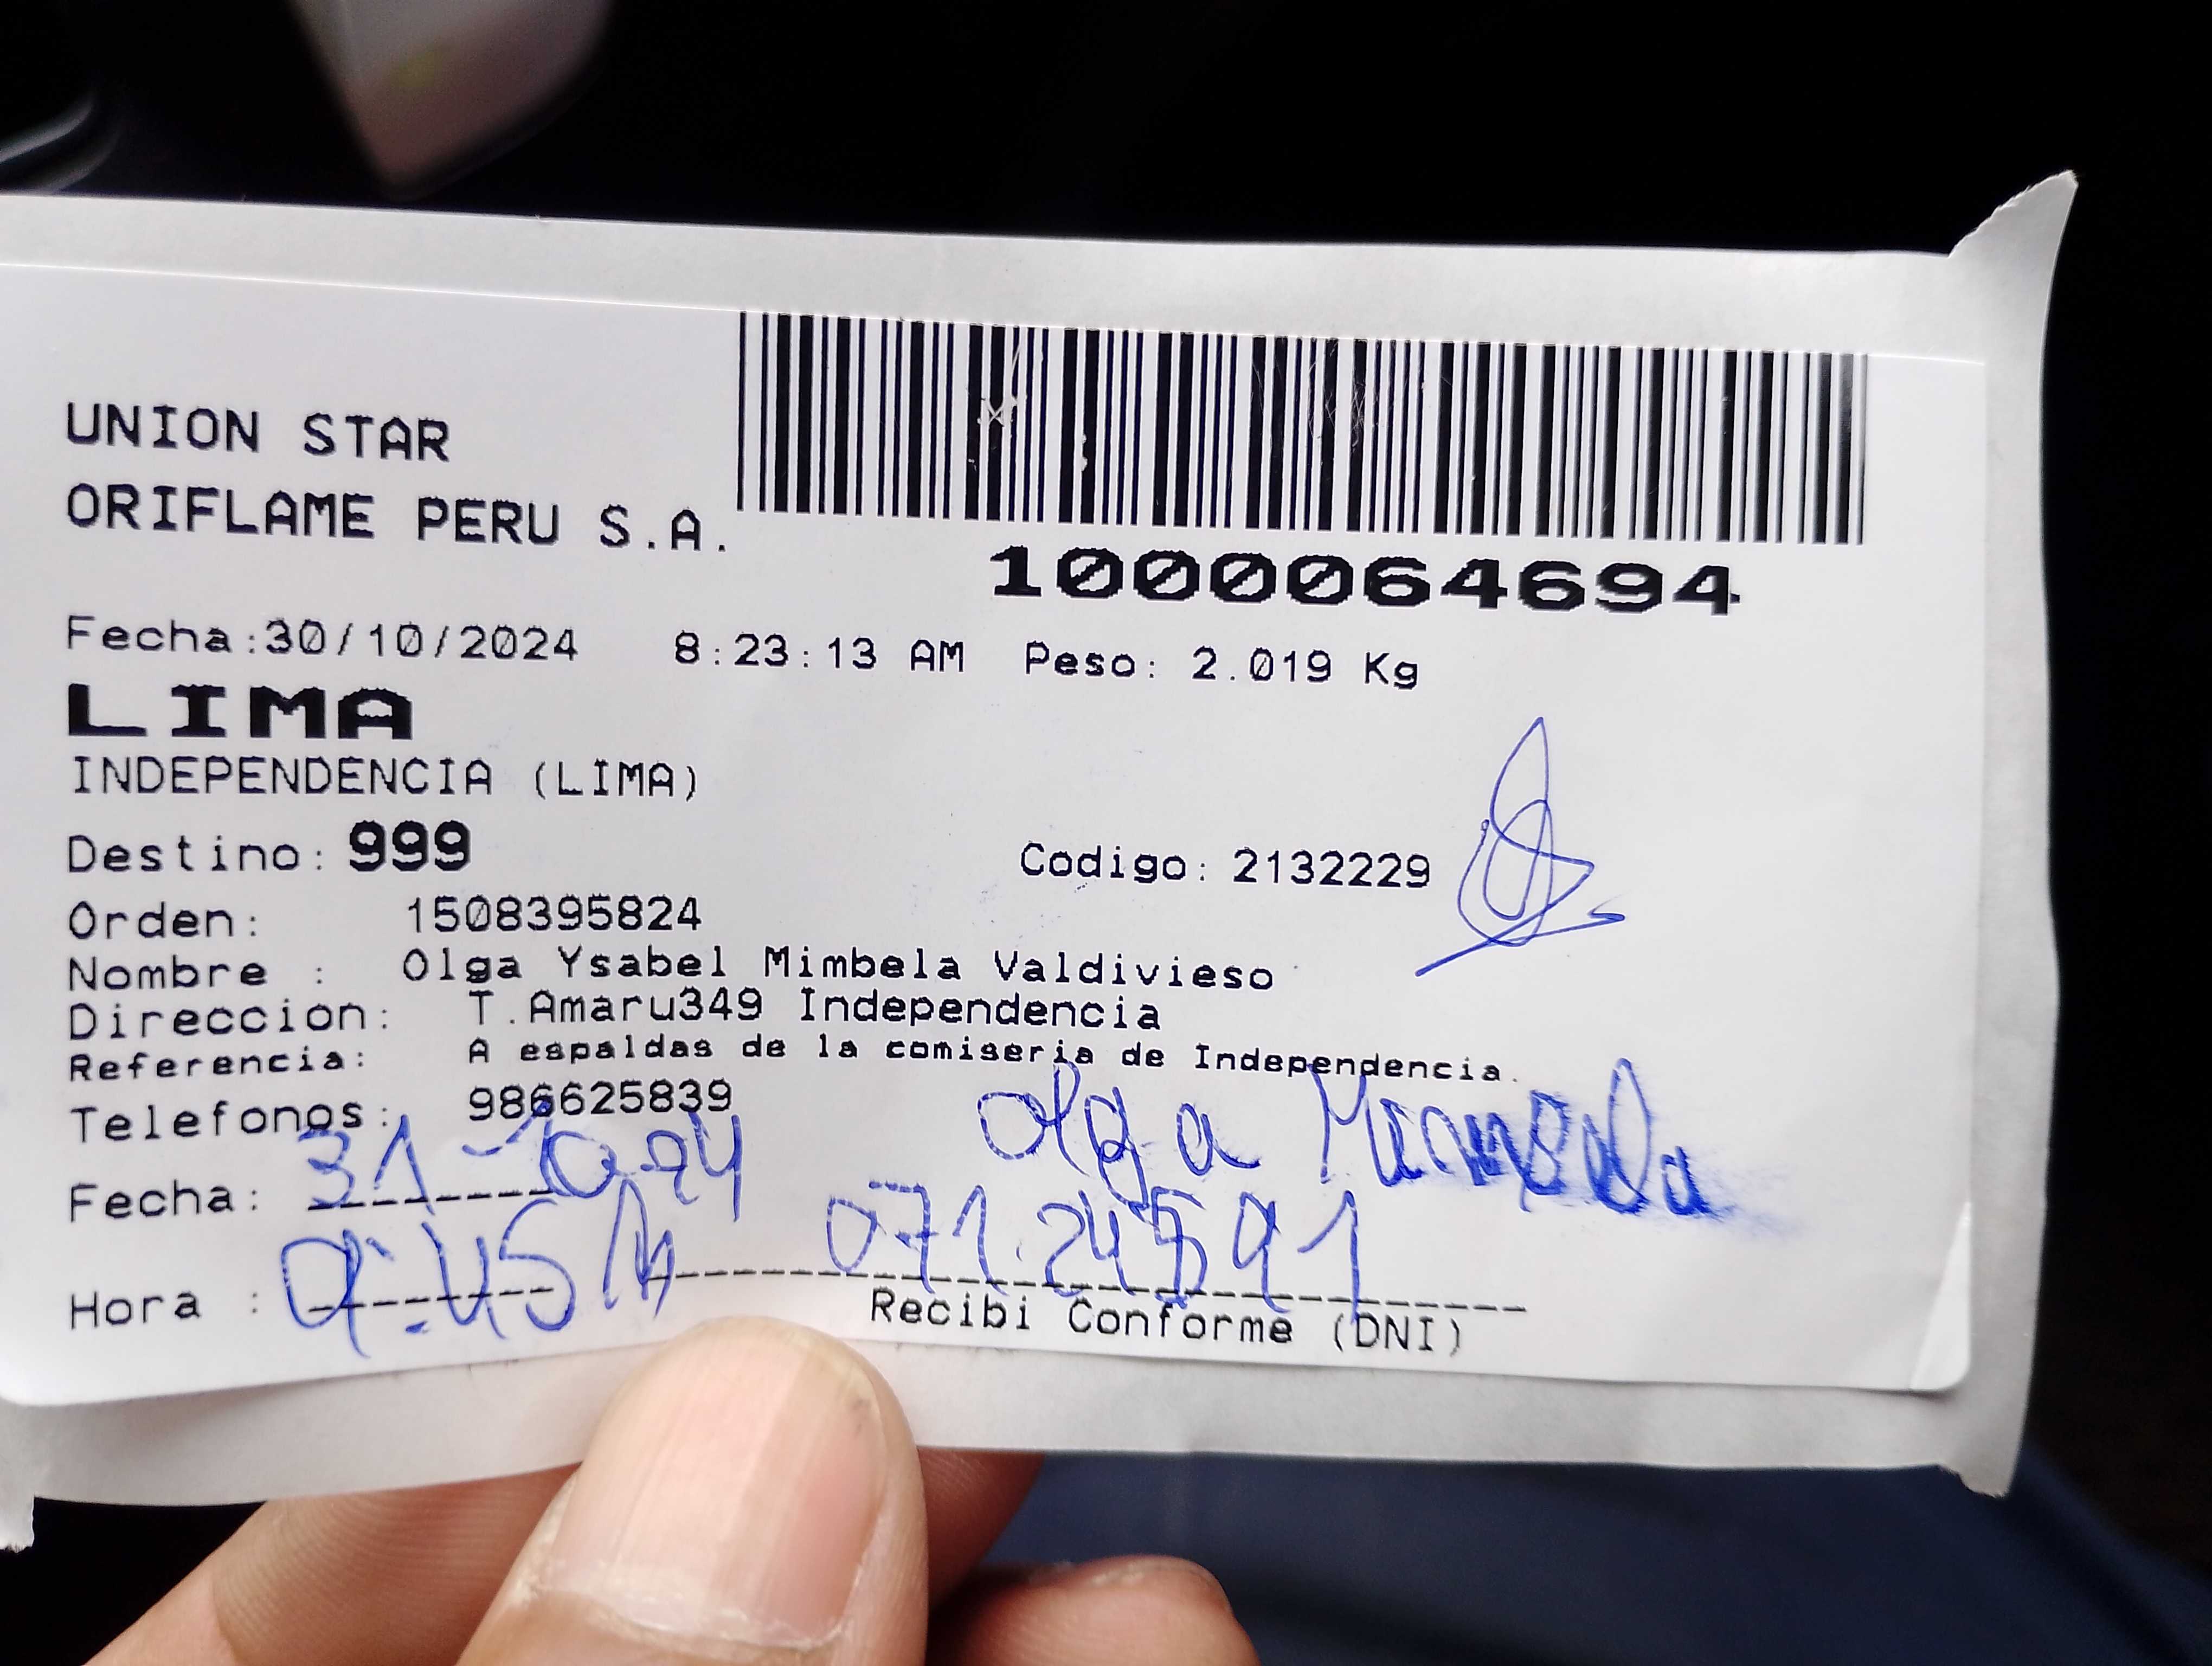 UNION STAR
ORIFLAME PERU S.A.
1000064694
Fecha:30/10/2024 8:23:13 AM Peso: 2.019 Kg
LIMA
INDEPENDENCIA (LIMA)
Destino: 999 Codigo: 2132229
Orden: 1508395824
Nombre : Olga Ysabel Mimbela Valdivieso
Direccion: T.Amaru349 Independencia
Referencia: A espaldas de la comiseria de Independencia.
Telefonos: 986625839
Olga
Fecha: 31-10-24
07124591
Hora : 9:45
Recibi Conforme (DNI)